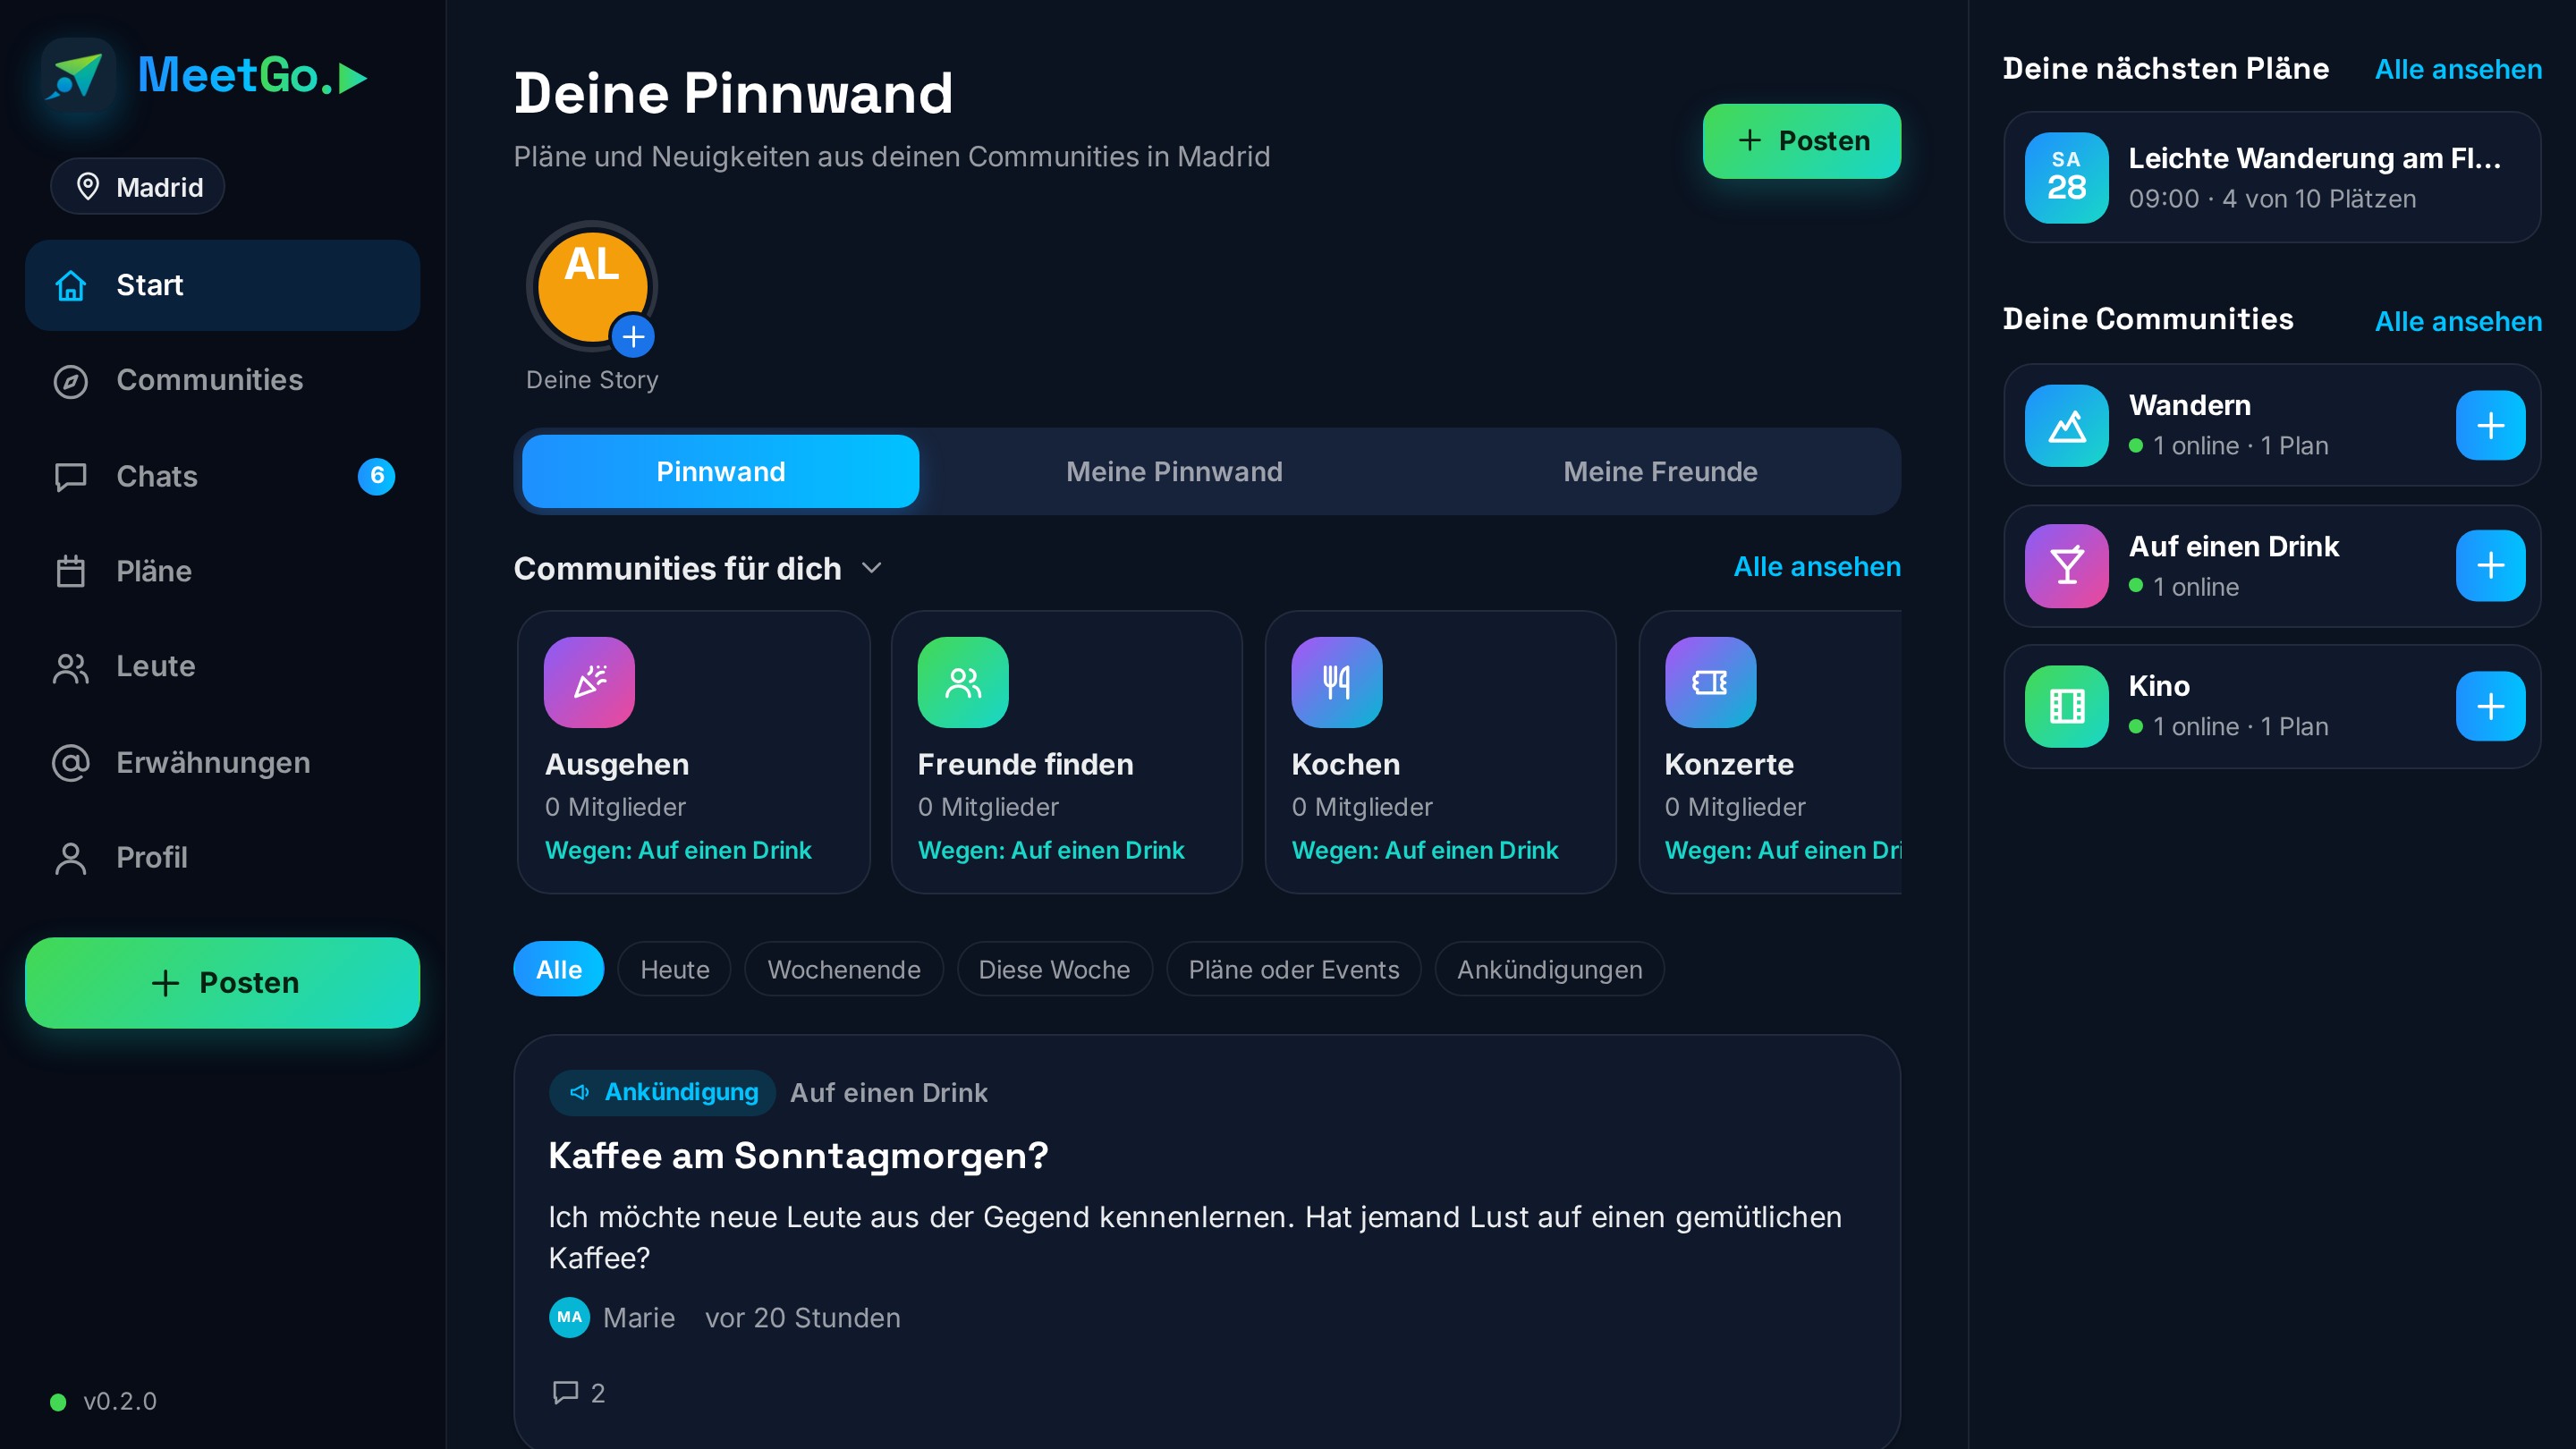 MeetGo.
Madrid
Start
Communities
Chats
6
Pläne
Leute
Erwähnungen
Profil
Posten
v0.2.0
Deine Pinnwand
Pläne und Neuigkeiten aus deinen Communities in Madrid
Posten
AL
Deine Story
Pinnwand
Meine Pinnwand
Meine Freunde
Communities für dich
Alle ansehen
Ausgehen
0 Mitglieder
Wegen: Auf einen Drink
Freunde finden
0 Mitglieder
Wegen: Auf einen Drink
Kochen
0 Mitglieder
Wegen: Auf einen Drink
Konzerte
0 Mitglieder
Wegen: Auf einen Dri
Alle
Heute
Wochenende
Diese Woche
Pläne oder Events
Ankündigungen
Ankündigung
Auf einen Drink
Kaffee am Sonntagmorgen?
Ich möchte neue Leute aus der Gegend kennenlernen. Hat jemand Lust auf einen gemütlichen
Kaffee?
MA
Marie
vor 20 Stunden
2
Deine nächsten Pläne
Alle ansehen
SA
28
Leichte Wanderung am Fl...
09:00 · 4 von 10 Plätzen
Deine Communities
Alle ansehen
Wandern
1 online · 1 Plan
Auf einen Drink
1 online
Kino
1 online · 1 Plan